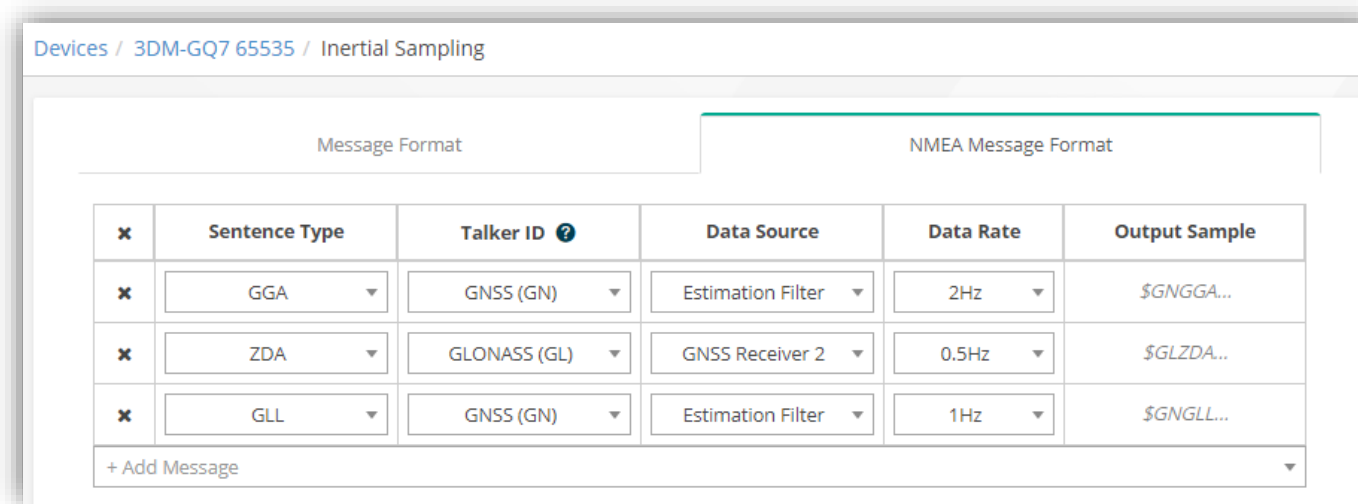 Devices / 3DM-GQ7 65535 / Inertial Sampling
Message Format NMEA Message Format
✖ Sentence Type Talker ID ? Data Source Data Rate Output Sample
✖ GGA GNSS (GN) Estimation Filter 2Hz $GNGGA...
✖ ZDA GLONASS (GL) GNSS Receiver 2 0.5Hz $GLZDA...
✖ GLL GNSS (GN) Estimation Filter 1Hz $GNGLL...
+ Add Message